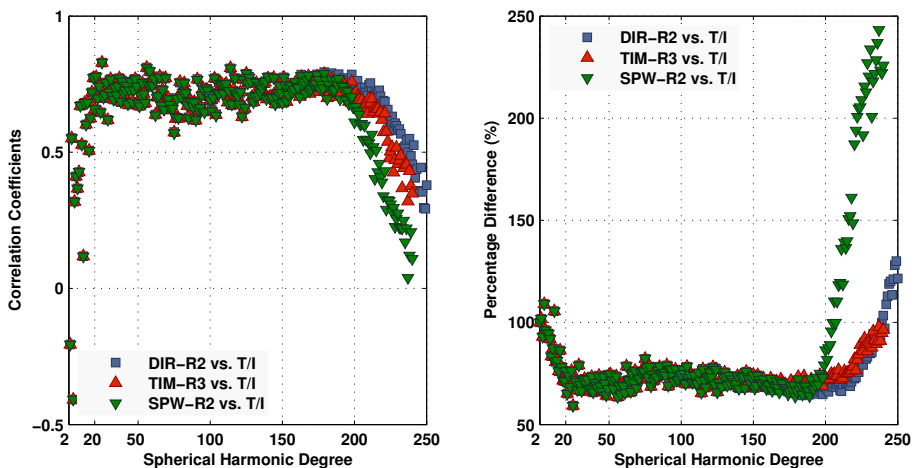 1
0.5
0
−0.5
Correlation Coefficients
DIR−R2 vs. T/I
TIM−R3 vs. T/I
SPW−R2 vs. T/I
2 20 50 100 150 200 250
Spherical Harmonic Degree
250
200
150
100
50
Percentage Difference (%)
DIR−R2 vs. T/I
TIM−R3 vs. T/I
SPW−R2 vs. T/I
2 20 50 100 150 200 250
Spherical Harmonic Degree